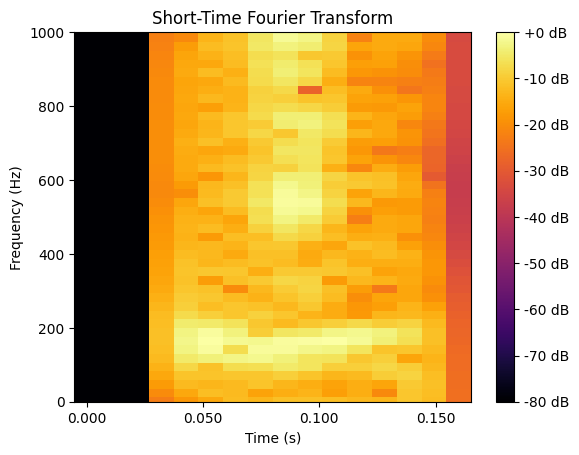 Short-Time Fourier Transform
1000
800
600
400
200
0
Frequency (Hz)
0.000
0.050
0.100
0.150
Time (s)
+0 dB
-10 dB
-20 dB
-30 dB
-40 dB
-50 dB
-60 dB
-70 dB
-80 dB